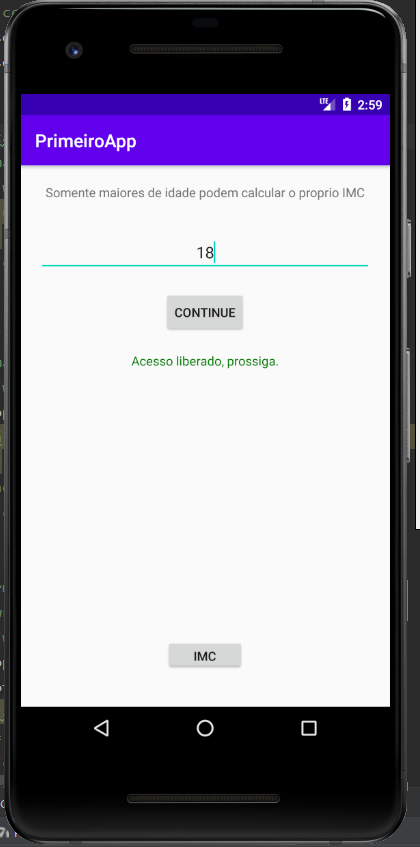 LTE 2:59
PrimeiroApp
Somente maiores de idade podem calcular o proprio IMC
18
CONTINUE
Acesso liberado, prossiga.
IMC